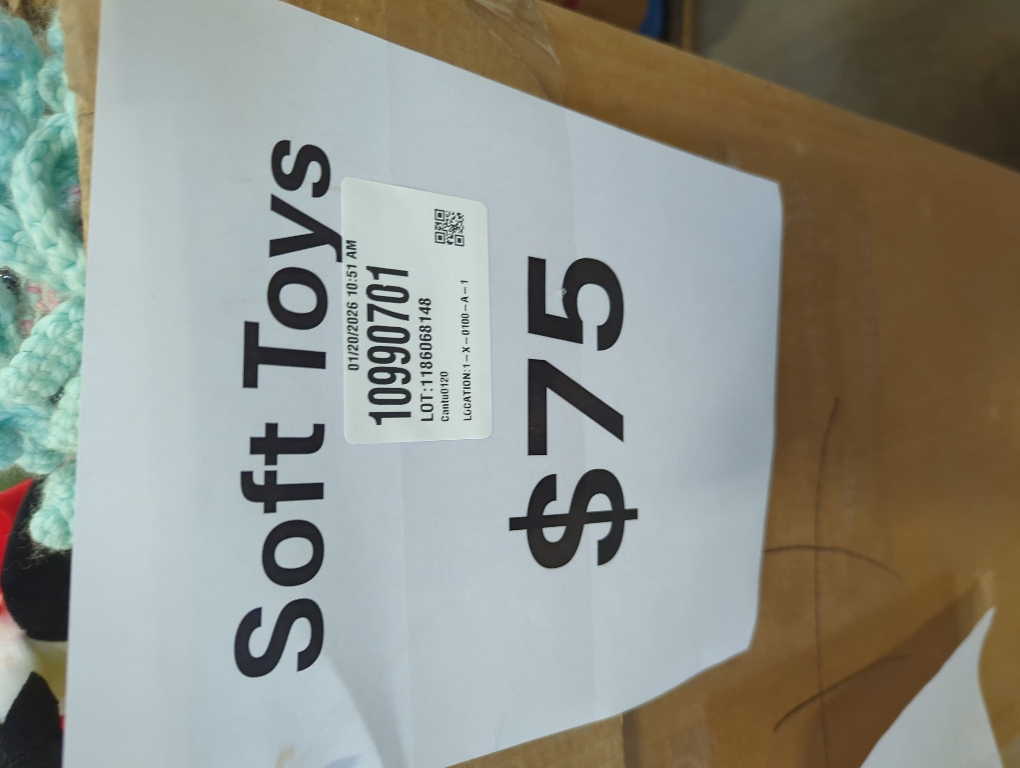 Soft Toys
01/20/2026 10:51 AM
10990701
LOT:1186068148
Cantu0120
LOCATION:1-X-0100-A-1
$75